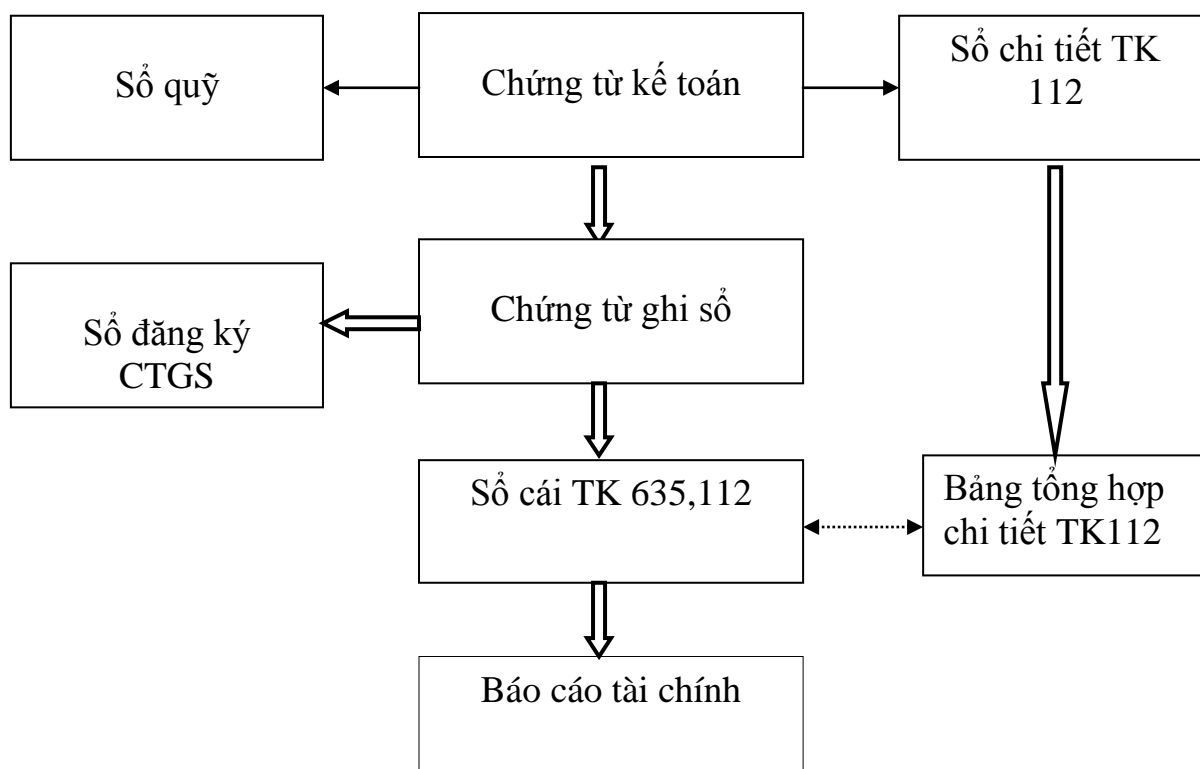 Sổ quỹ
Chứng từ kế toán
Sổ chi tiết TK
112
Chứng từ ghi sổ
Sổ đăng ký
CTGS
Sổ cái TK 635,112
Bảng tổng hợp
chi tiết TK112
Báo cáo tài chính